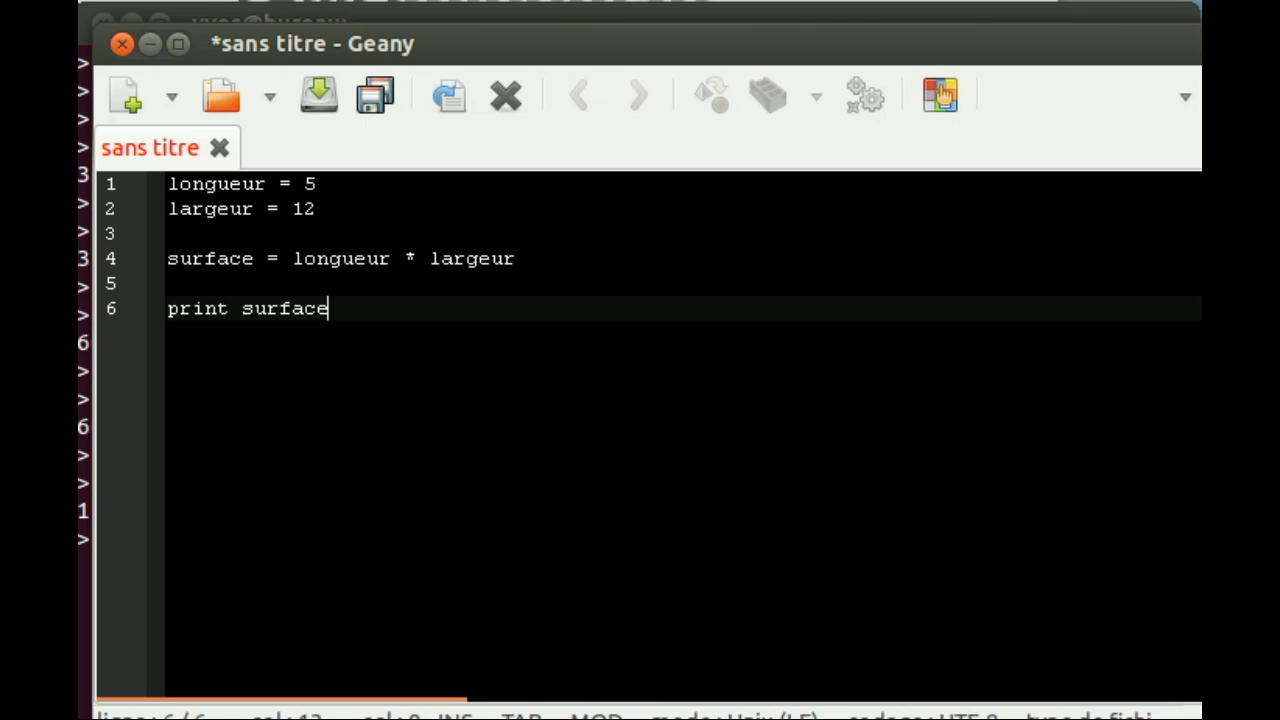 *sans titre - Geany
sans titre
1 longueur = 5
2 largeur = 12
3
4 surface = longueur * largeur
5
6 print surface